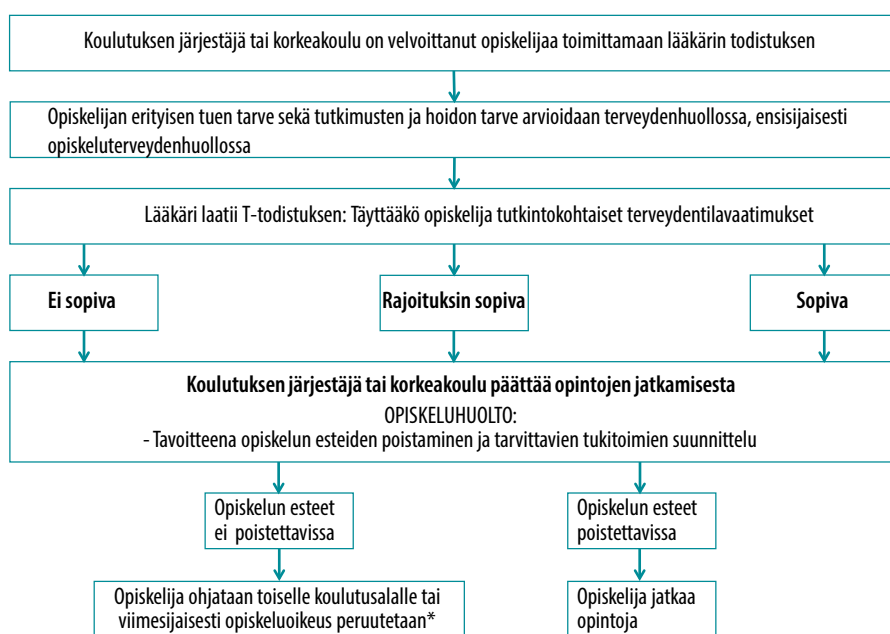 Koulutuksen järjestäjä tai korkeakoulu on velvoittanut opiskelijaa toimittamaan lääkärin todistuksen
Opiskelijan erityisen tuen tarve sekä tutkimusten ja hoidon tarve arvioidaan terveydenhuollossa, ensisijaisesti
opiskeluterveydenhuollossa
Lääkäri laatii T-todistuksen: Täyttääkö opiskelija tutkintokohtaiset terveydentilavaatimukset
Ei sopiva
Rajoituksin sopiva
Sopiva
Koulutuksen järjestäjä tai korkeakoulu päättää opintojen jatkamisesta
OPISKELUHUOLTO:
- Tavoitteena opiskelun esteiden poistaminen ja tarvittavien tukitoimien suunnittelu
Opiskelun esteet
ei poistettavissa
Opiskelun esteet
poistettavissa
Opiskelija ohjataan toiselle koulutusalalle tai
viimesijaisesti opiskeluoikeus peruutetaan*
Opiskelija jatkaa
opintoja